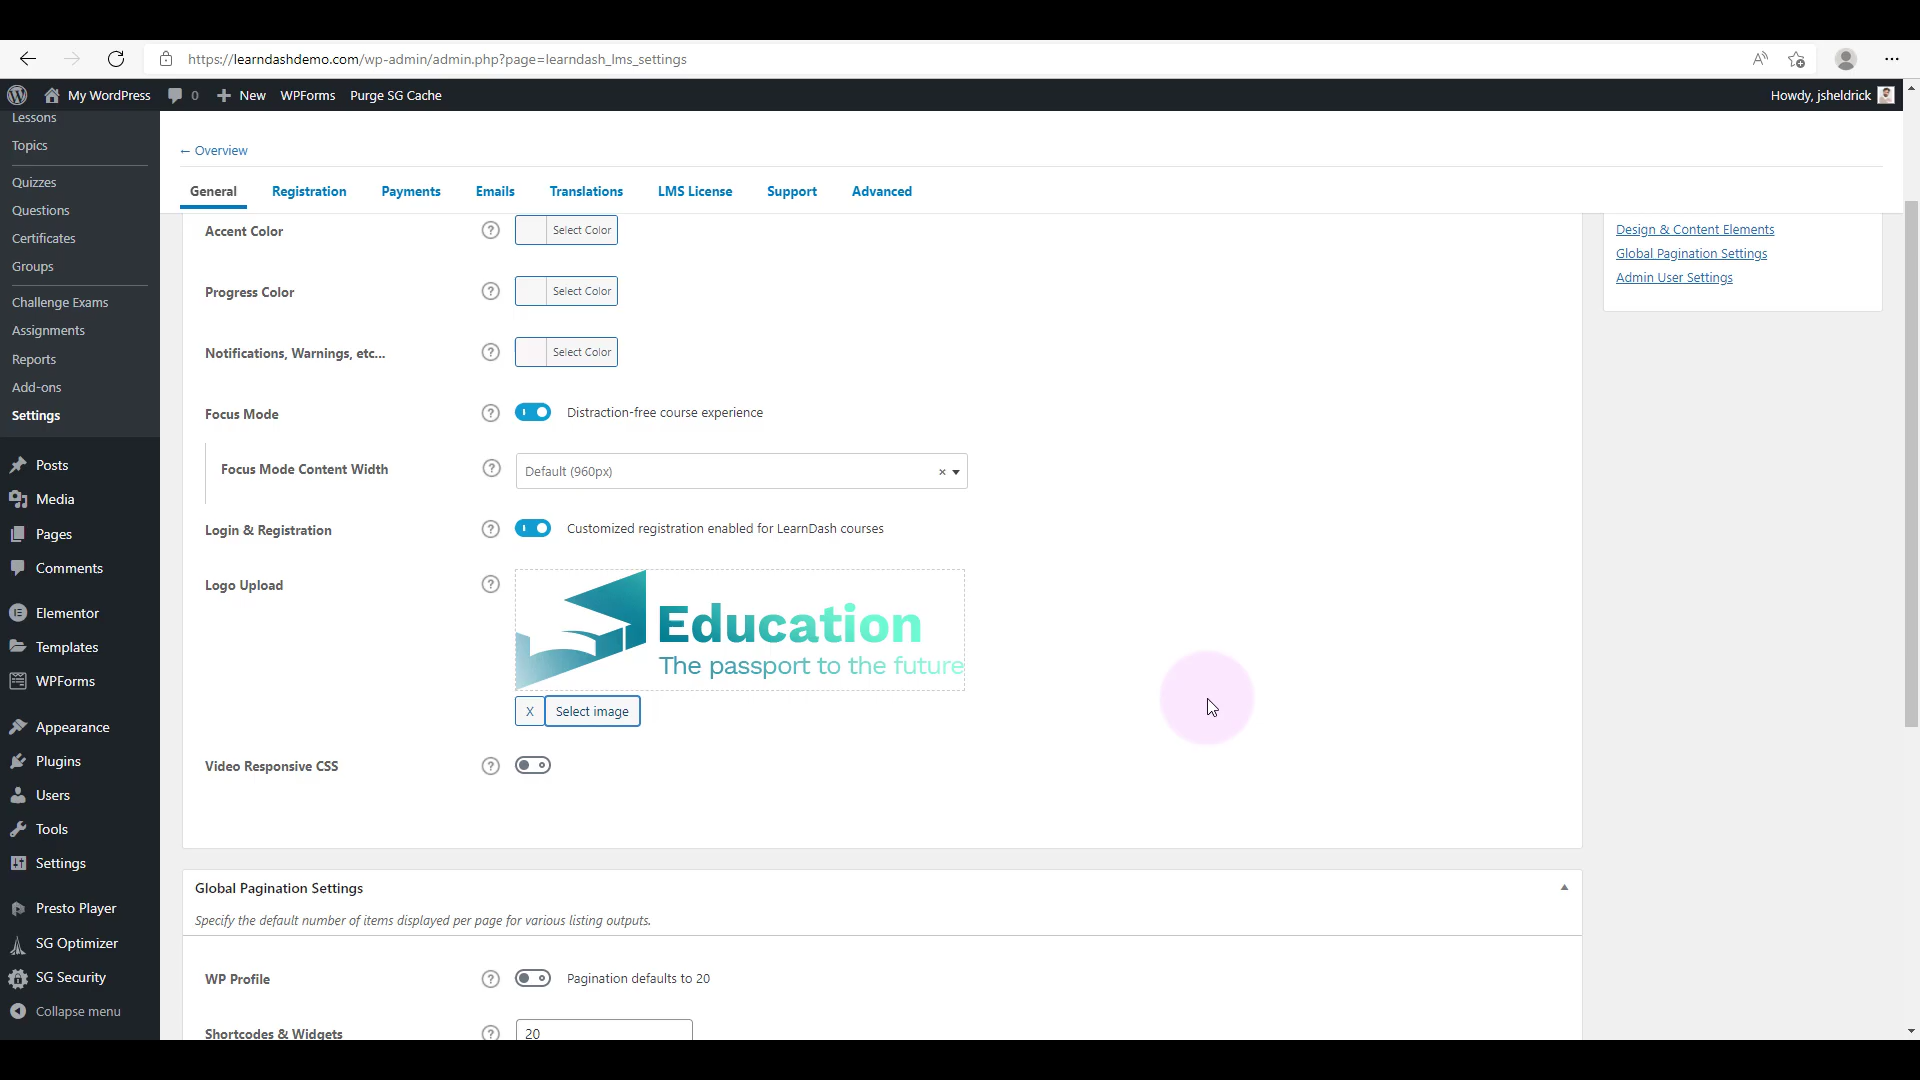 https://learndashdemo.com/wp-admin/admin.php?page=learndash_lms_settings
My WordPress 0 New WPForms Purge SG Cache Howdy, jsheldrick
Lessons
Topics
Quizzes
Questions
Certificates
Groups
Challenge Exams
Assignments
Reports
Add-ons
Settings
Posts
Media
Pages
Comments
Elementor
Templates
WPForms
Appearance
Plugins
Users
Tools
Settings
Presto Player
SG Optimizer
SG Security
Collapse menu
← Overview
General Registration Payments Emails Translations LMS License Support Advanced
Accent Color ? Select Color
Progress Color ? Select Color
Notifications, Warnings, etc... ? Select Color
Focus Mode ? Distraction-free course experience
Focus Mode Content Width ? Default (960px) ×
Login & Registration ? Customized registration enabled for LearnDash courses
Logo Upload ?
Education
The passport to the future
X Select image
Video Responsive CSS ?
Global Pagination Settings
Specify the default number of items displayed per page for various listing outputs.
WP Profile ? Pagination defaults to 20
Shortcodes & Widgets ? 20
Design & Content Elements
Global Pagination Settings
Admin User Settings